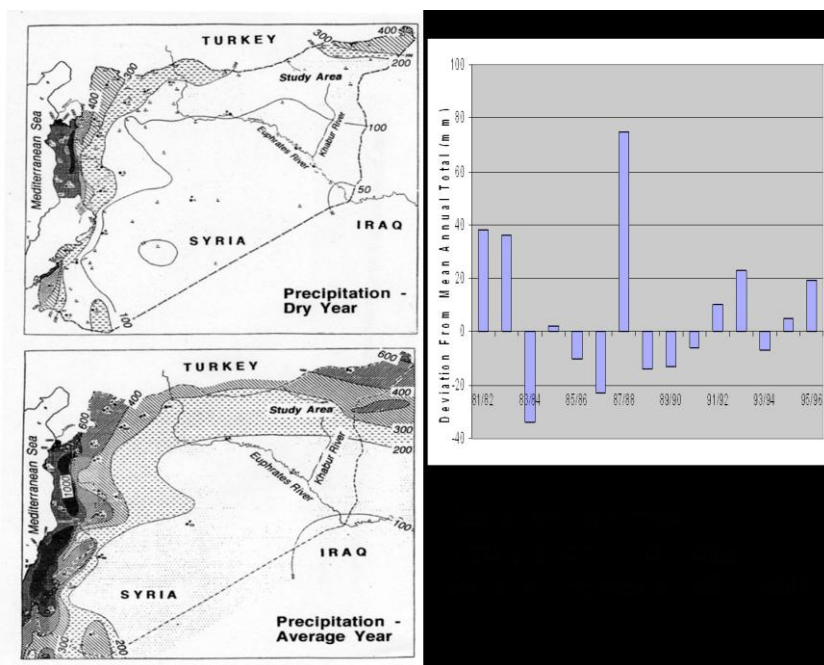 TURKEY
400
300
200
300
400
Study Area
Mediterranean Sea
Khabur River
100
Euphrates River
50
IRAQ
SYRIA
100
Precipitation -
Dry Year
TURKEY
600
400
600
400
Study Area
300
200
Mediterranean Sea
1000
Khabur River
Euphrates River
100
IRAQ
SYRIA
300
200
Precipitation -
Average Year
Deviation From Mean Annual Total (mm)
100
80
60
40
20
0
-20
-40
81/82
83/84
85/86
87/88
89/90
91/92
93/94
95/96